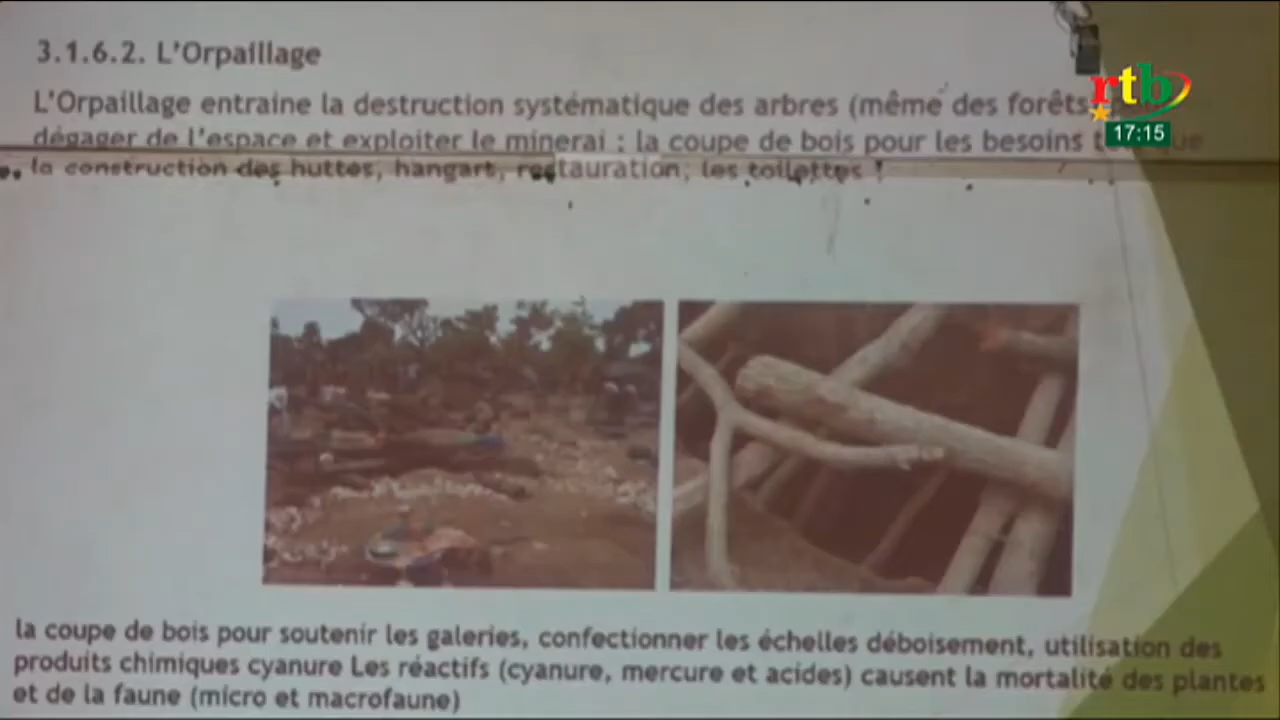 3.1.6.2. L'Orpaillage
rtb
L'Orpaillage entraine la destruction systématique des arbres (même des forêts
17:15
dégager de l'espace et exploiter le minerai : la coupe de bois pour les besoins
la construction des huttes, hangart, restauration, les toilettes !
la coupe de bois pour soutenir les galeries, confectionner les échelles déboisement, utilisation des
produits chimiques cyanure Les réactifs (cyanure, mercure et acides) causent la mortalité des plantes
et de la faune (micro et macrofaune)